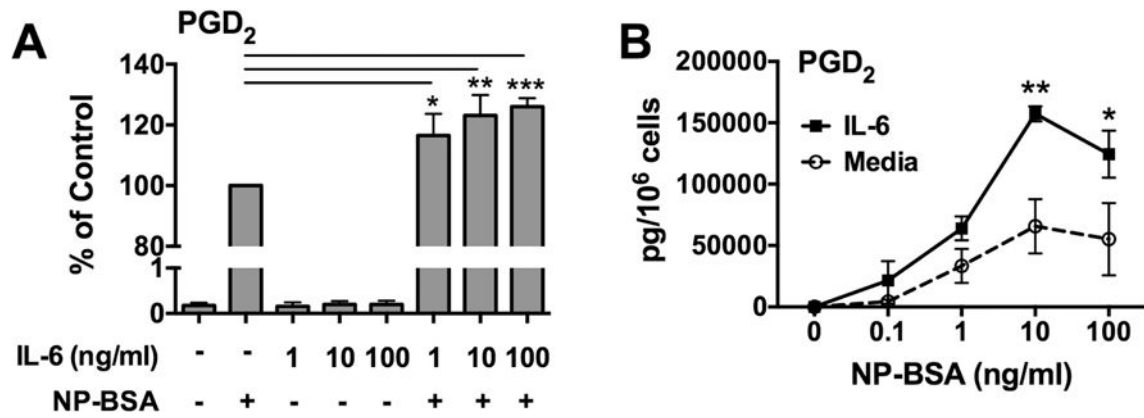 A
PGD₂
% of Control
140
120
100
80
1
0
* ** ***
IL-6 (ng/ml) - - 1 10 100 1 10 100
NP-BSA - + - - - + + +
B
PGD₂
IL-6
Media
pg/10⁶ cells
200000
150000
100000
50000
0
** *
0 0.1 1 10 100
NP-BSA (ng/ml)